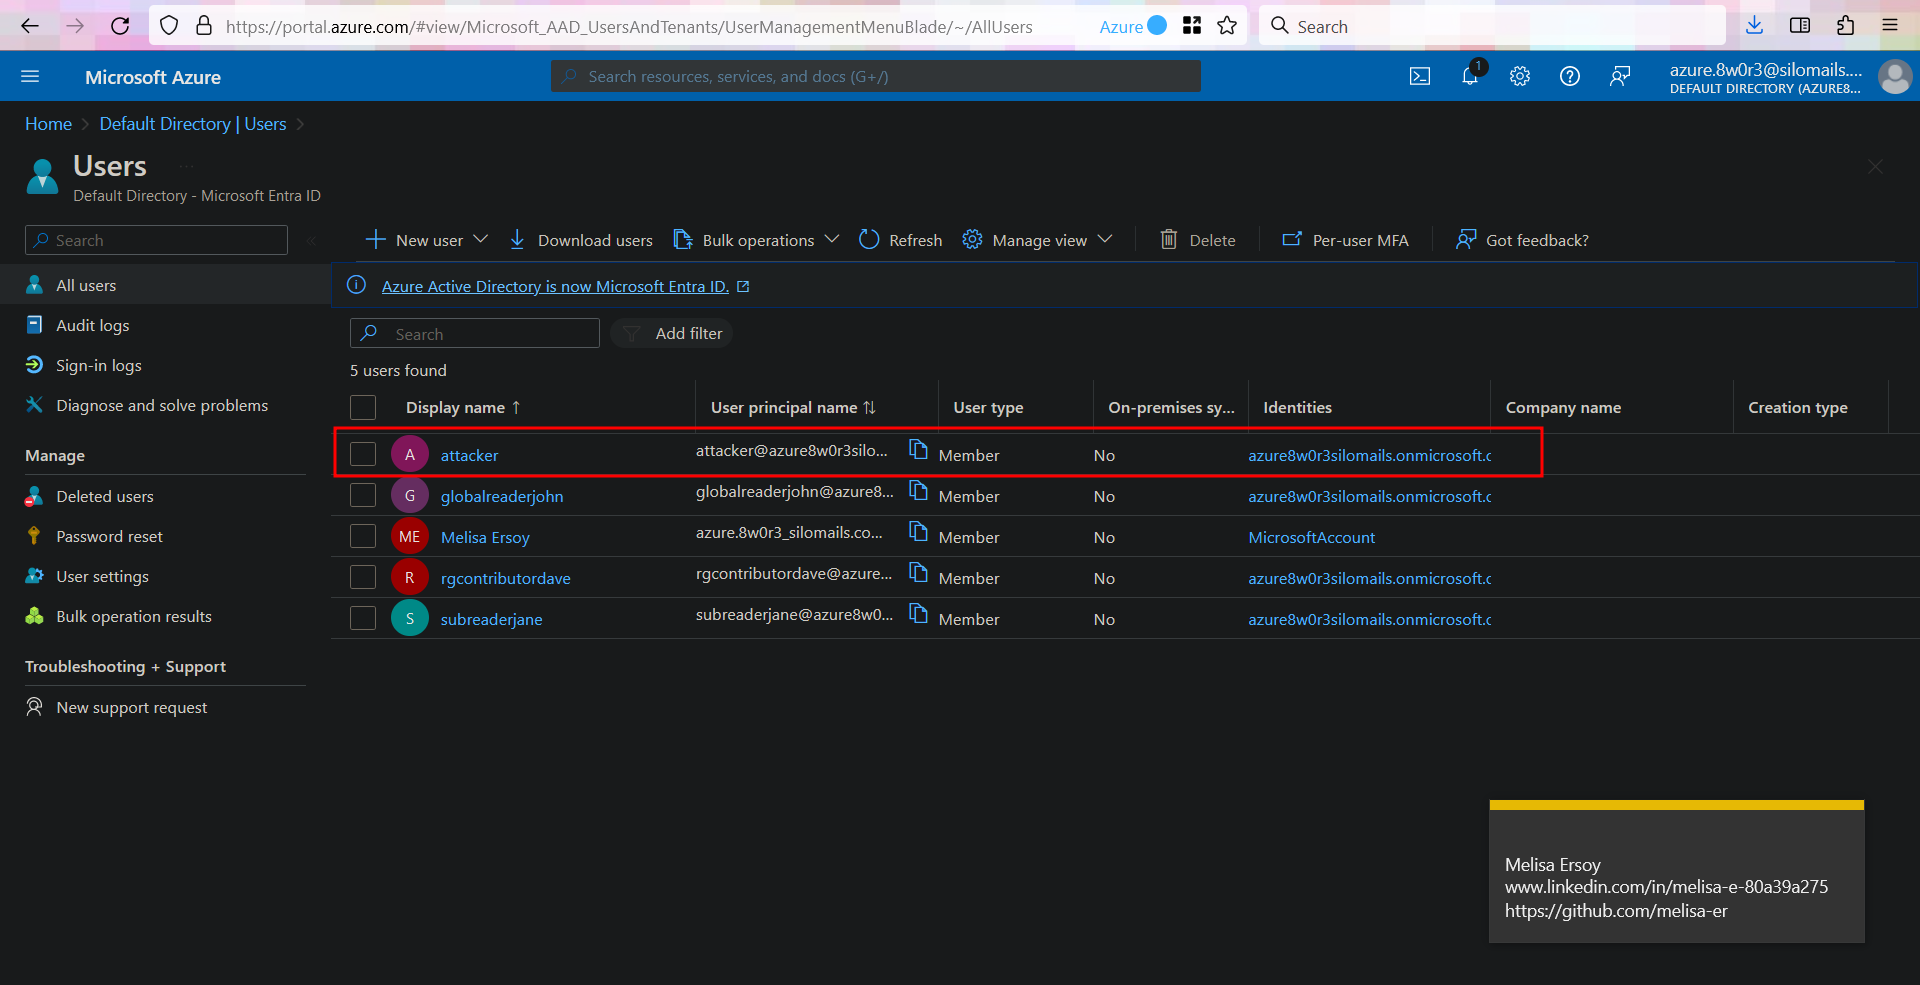 https://portal.azure.com/#view/Microsoft_AAD_UsersAndTenants/UserManagementMenuBlade/~/AllUsers
Azure
Search
Microsoft Azure
Search resources, services, and docs (G+/)
1
azure.8w0r3@silomails....
DEFAULT DIRECTORY (AZURE8...
Home
Default Directory | Users
Users
Default Directory - Microsoft Entra ID
Search
New user
Download users
Bulk operations
Refresh
Manage view
Delete
Per-user MFA
Got feedback?
All users
Audit logs
Sign-in logs
Diagnose and solve problems
Manage
Deleted users
Password reset
User settings
Bulk operation results
Troubleshooting + Support
New support request
Azure Active Directory is now Microsoft Entra ID.
Search
Add filter
5 users found
Display name ↑ User principal name ↑↓ User type On-premises sy... Identities Company name Creation type
A attacker attacker@azure8w0r3silo... Member No azure8w0r3silomails.onmicrosoft.c
G globalreaderjohn globalreaderjohn@azure8... Member No azure8w0r3silomails.onmicrosoft.c
ME Melisa Ersoy azure.8w0r3_silomails.co... Member No MicrosoftAccount
R rgcontributordave rgcontributordave@azure... Member No azure8w0r3silomails.onmicrosoft.c
S subreaderjane subreaderjane@azure8w0... Member No azure8w0r3silomails.onmicrosoft.c
Melisa Ersoy
www.linkedin.com/in/melisa-e-80a39a275
https://github.com/melisa-er